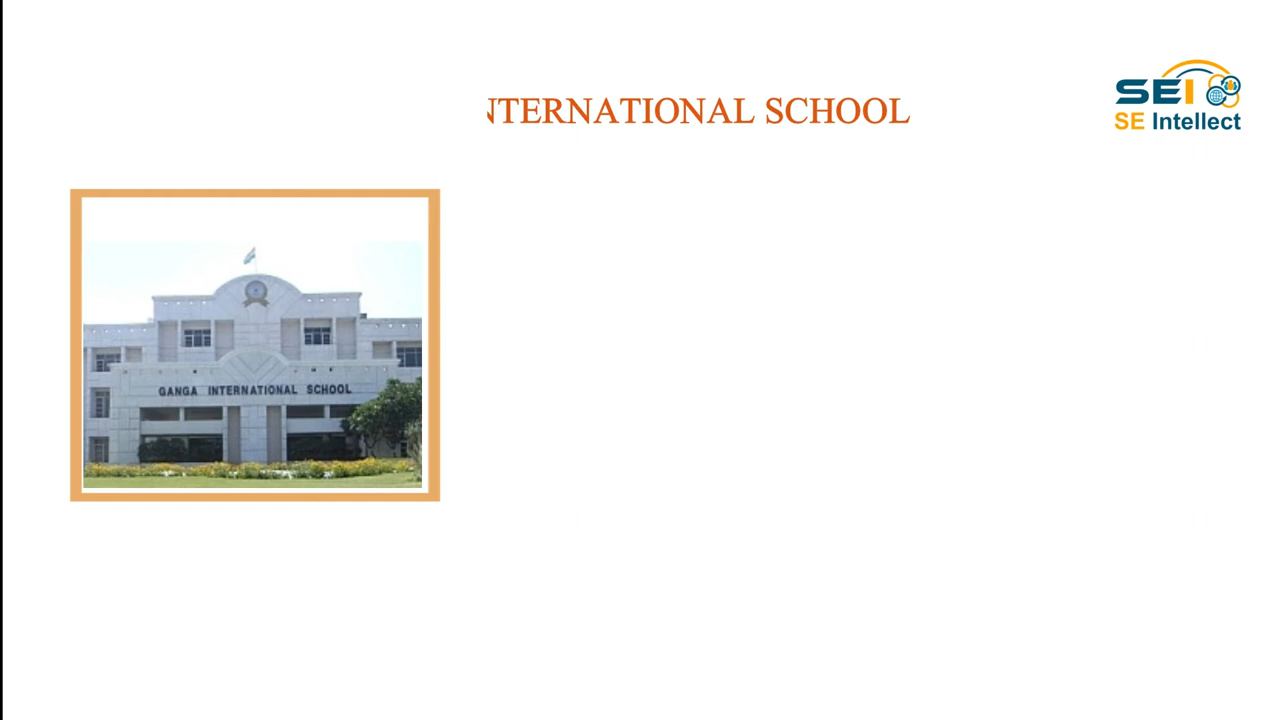 NTERNATIONAL SCHOOL
SEI
SE Intellect
GANGA INTERNATIONAL SCHOOL